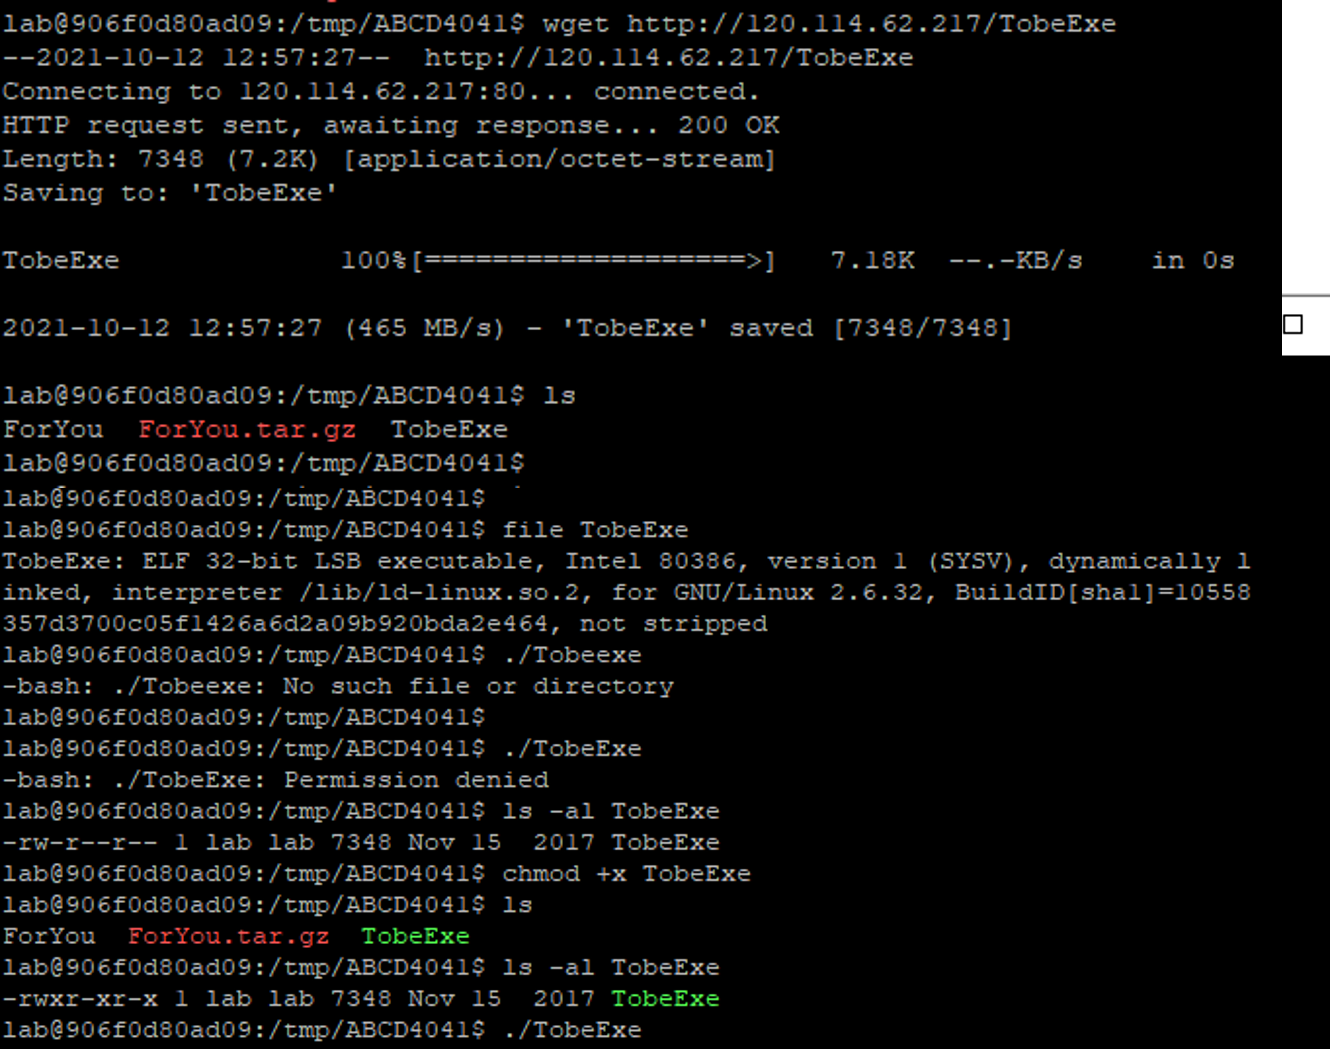 lab@906f0d80ad09:/tmp/ABCD4041$ wget http://120.114.62.217/TobeExe
--2021-10-12 12:57:27--  http://120.114.62.217/TobeExe
Connecting to 120.114.62.217:80... connected.
HTTP request sent, awaiting response... 200 OK
Length: 7348 (7.2K) [application/octet-stream]
Saving to: 'TobeExe'
TobeExe             100%[===================>]   7.18K  --.-KB/s    in 0s
2021-10-12 12:57:27 (465 MB/s) - 'TobeExe' saved [7348/7348]
lab@906f0d80ad09:/tmp/ABCD4041$ ls
ForYou  ForYou.tar.gz  TobeExe
lab@906f0d80ad09:/tmp/ABCD4041$
lab@906f0d80ad09:/tmp/ABCD4041$
lab@906f0d80ad09:/tmp/ABCD4041$ file TobeExe
TobeExe: ELF 32-bit LSB executable, Intel 80386, version 1 (SYSV), dynamically l
inked, interpreter /lib/ld-linux.so.2, for GNU/Linux 2.6.32, BuildID[sha1]=10558
357d3700c05f1426a6d2a09b920bda2e464, not stripped
lab@906f0d80ad09:/tmp/ABCD4041$ ./Tobeexe
-bash: ./Tobeexe: No such file or directory
lab@906f0d80ad09:/tmp/ABCD4041$
lab@906f0d80ad09:/tmp/ABCD4041$ ./TobeExe
-bash: ./TobeExe: Permission denied
lab@906f0d80ad09:/tmp/ABCD4041$ ls -al TobeExe
-rw-r--r-- 1 lab lab 7348 Nov 15  2017 TobeExe
lab@906f0d80ad09:/tmp/ABCD4041$ chmod +x TobeExe
lab@906f0d80ad09:/tmp/ABCD4041$ ls
ForYou  ForYou.tar.gz  TobeExe
lab@906f0d80ad09:/tmp/ABCD4041$ ls -al TobeExe
-rwxr-xr-x 1 lab lab 7348 Nov 15  2017 TobeExe
lab@906f0d80ad09:/tmp/ABCD4041$ ./TobeExe